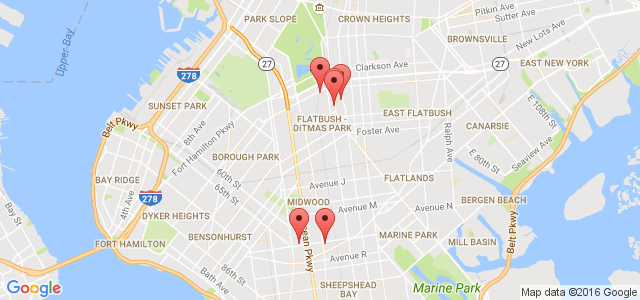 PARK SLOPE
CROWN HEIGHTS
Pitkin Ave
Sutter Ave
New Lots Ave
Upper Bay
BROWNSVILLE
27
27
Clarkson Ave
EAST NEW YORK
278
SUNSET PARK
Belt Pkwy
8th Ave
Fort Hamilton Pkwy
FLATBUSH -
DITMAS PARK
EAST FLATBUSH
Foster Ave
Ralph Ave
CANARSIE
E 108th St
Seaview Ave
E 80th St
BOROUGH PARK
60th St
65th St
BAY RIDGE
4th Ave
278
DYKER HEIGHTS
Avenue J
FLATLANDS
MIDWOOD
Avenue M
Avenue N
BERGEN BEACH
Belt Pkwy
Bay St
FORT HAMILTON
BENSONHURST
86th St
Bath Ave
ean Pkwy
Avenue R
MARINE PARK
MILL BASIN
SHEEPSHEAD
BAY
Marine Park
Google
Map data ©2016 Google